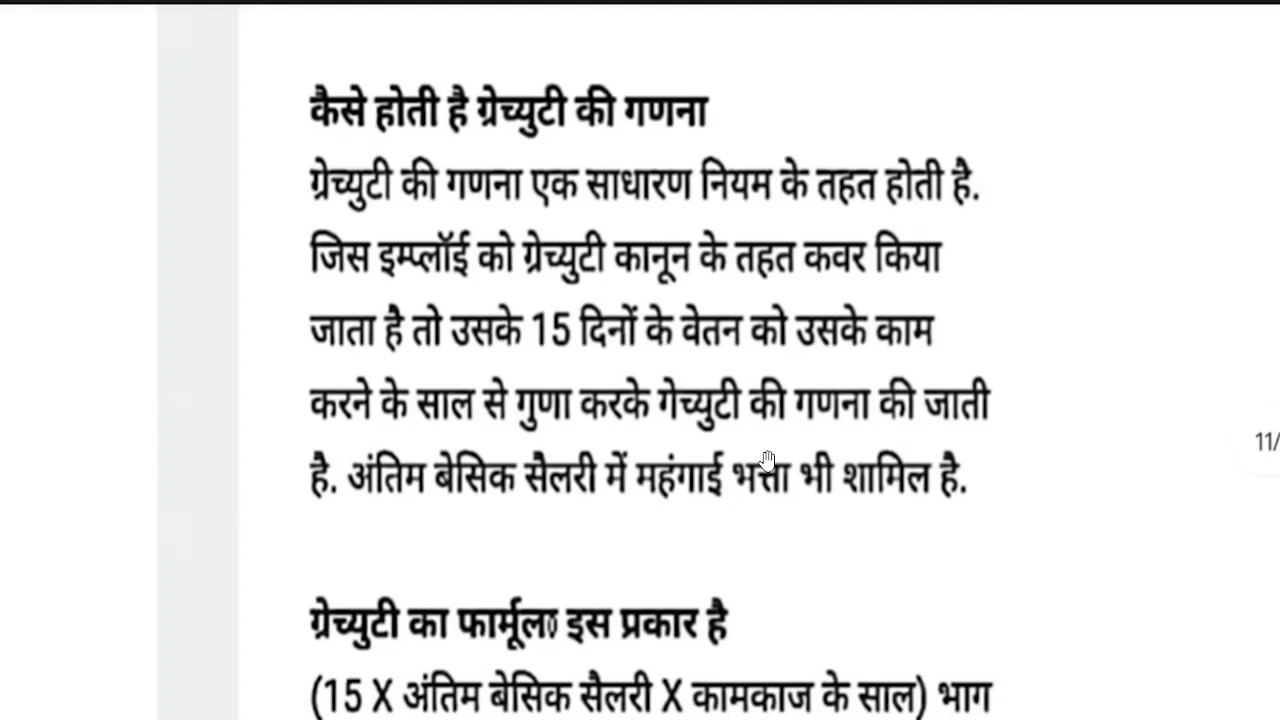 कैसे होती है ग्रेच्युटी की गणना
ग्रेच्युटी की गणना एक साधारण नियम के तहत होती है.
जिस इम्प्लॉई को ग्रेच्युटी कानून के तहत कवर किया
जाता है तो उसके 15 दिनों के वेतन को उसके काम
करने के साल से गुणा करके गेच्युटी की गणना की जाती
है. अंतिम बेसिक सैलरी में महंगाई भत्ता भी शामिल है.
11/
ग्रेच्युटी का फार्मूला इस प्रकार है
(15 X अंतिम बेसिक सैलरी X कामकाज के साल) भाग